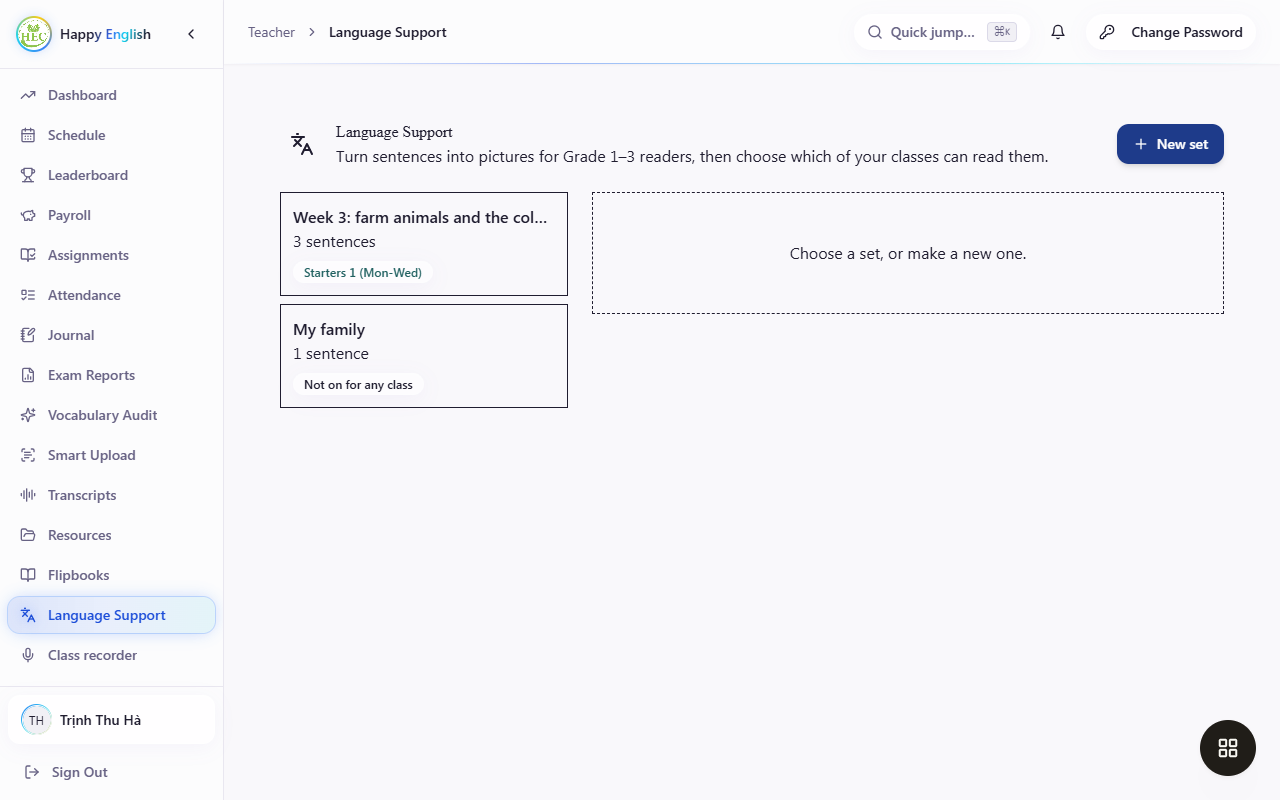 HEC
Happy English
Teacher
Language Support
Quick jump...
⌘K
Change Password
Dashboard
Schedule
Leaderboard
Payroll
Assignments
Attendance
Journal
Exam Reports
Vocabulary Audit
Smart Upload
Transcripts
Resources
Flipbooks
Language Support
Class recorder
TH
Trịnh Thu Hà
Sign Out
Language Support
Turn sentences into pictures for Grade 1–3 readers, then choose which of your classes can read them.
New set
Week 3: farm animals and the col...
3 sentences
Starters 1 (Mon-Wed)
My family
1 sentence
Not on for any class
Choose a set, or make a new one.